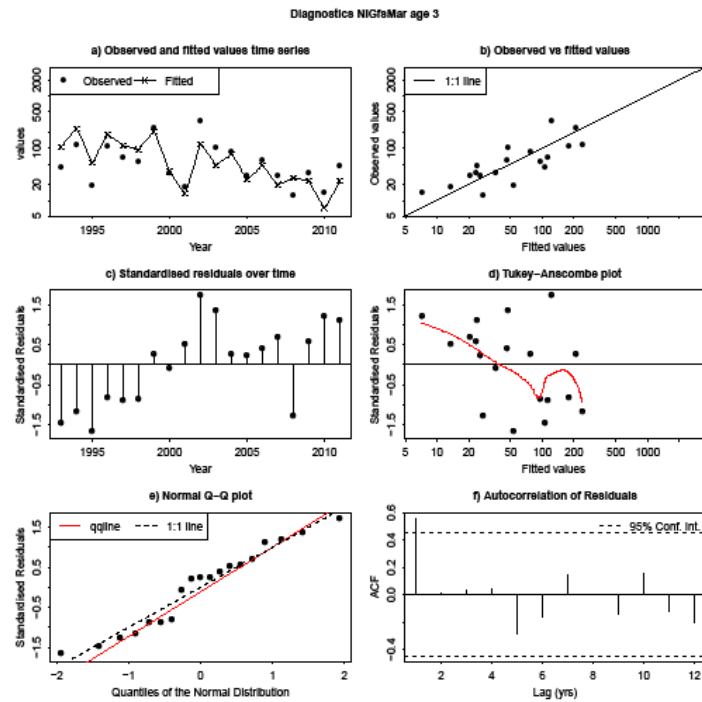 Diagnostics NIGfsMar age 3
a) Observed and fitted values time series
values
2000
500
100
20
5
Observed
Fitted
1995
2000
2005
2010
Year
b) Observed vs fitted values
Observed values
2000
500
100
20
5
1:1 line
5
10
20
50
100
200
500
1000
Fitted values
c) Standardised residuals over time
Standardised Residuals
1.5
0.5
−0.5
−1.5
1995
2000
2005
2010
Year
d) Tukey−Anscombe plot
Standardised Residuals
1.5
0.5
−0.5
−1.5
5
10
20
50
100
200
500
1000
Fitted values
e) Normal Q−Q plot
Standardised Residuals
1.5
0.5
−0.5
−1.5
qqline
1:1 line
−2
−1
0
1
2
Quantiles of the Normal Distribution
f) Autocorrelation of Residuals
ACF
0.6
0.4
0.2
0.0
−0.4
95% Conf. Int.
2
4
6
8
10
12
Lag (yrs)